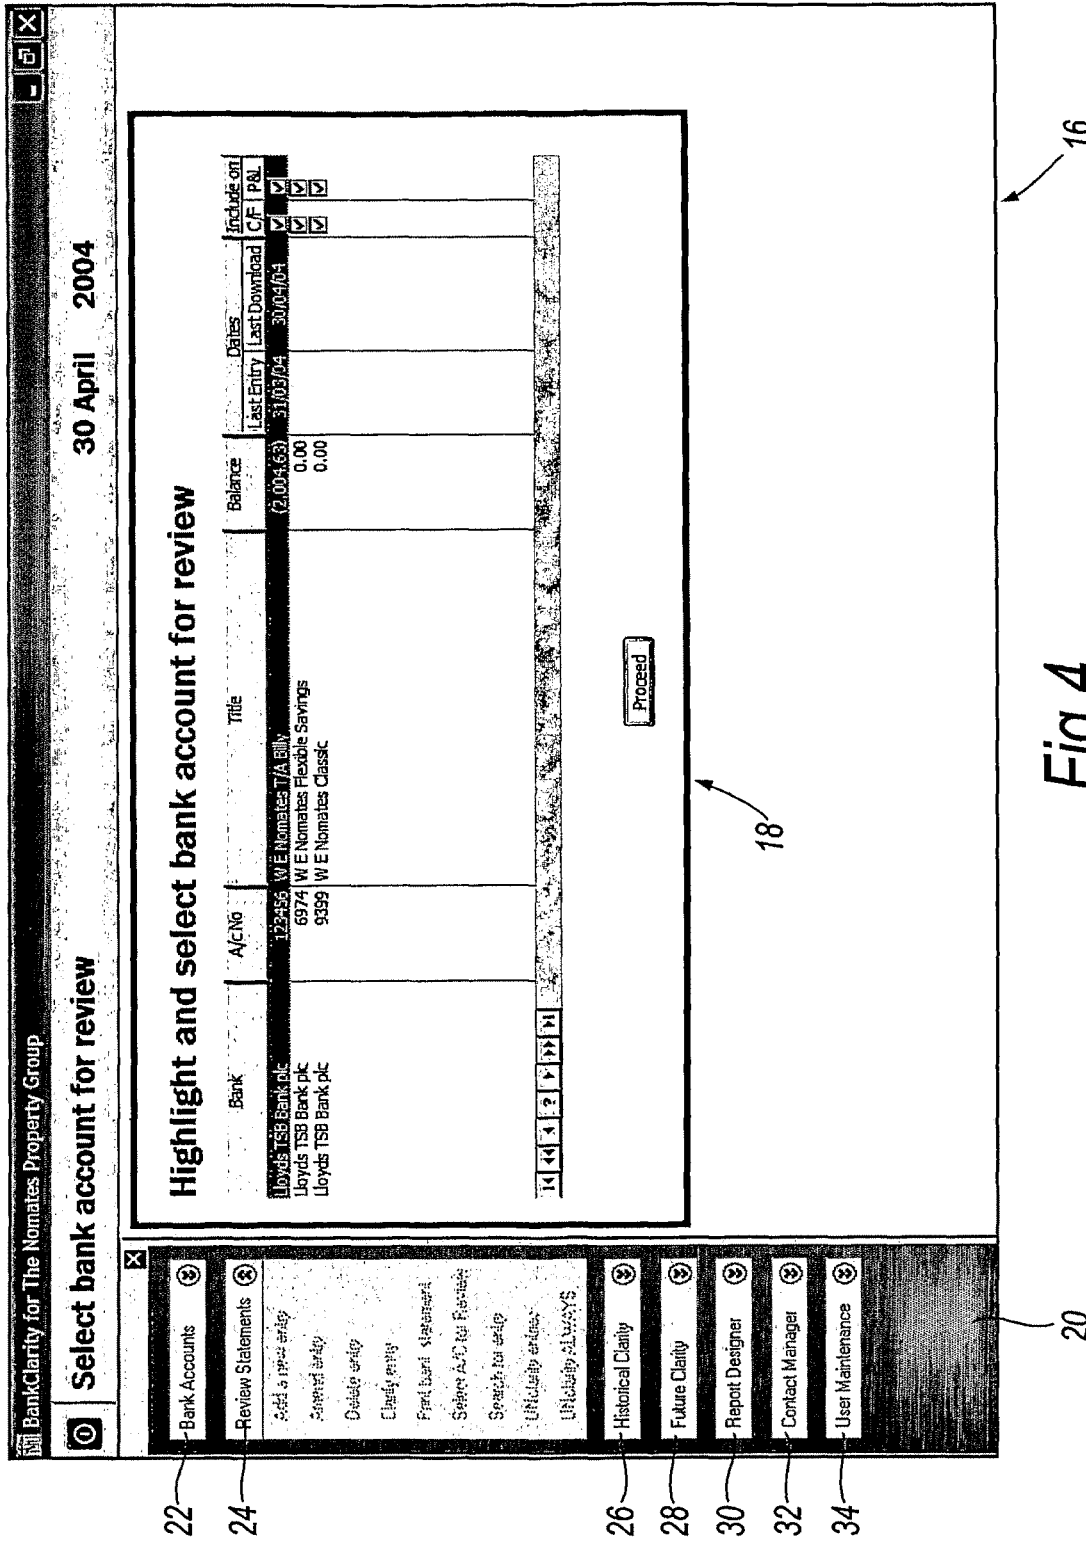 BankClarity for The Nomates Property Group
Select bank account for review 30 April 2004
Bank Accounts
Review Statements
Add a new entry
Amend entry
Delete entry
Clarify entry
Print bank statement
Select A/C for Review
Search for entry
UNclarify entries
UNclarify ALWAYS
Historical Clarity
Future Clarity
Report Designer
Contact Manager
User Maintenance
Highlight and select bank account for review
Bank A/cNo Title Balance Dates Include on
Last Entry Last Download C/F P&L
Lloyds TSB Bank plc 123456 W E Nomates T/A Billy (2,004.63) 31/03/04 30/04/04
Lloyds TSB Bank plc 6974 W E Nomates Flexible Savings 0.00
Lloyds TSB Bank plc 9399 W E Nomates Classic 0.00
?
Proceed
22
24
26
28
30
32
34
20
18
16
Fig 4